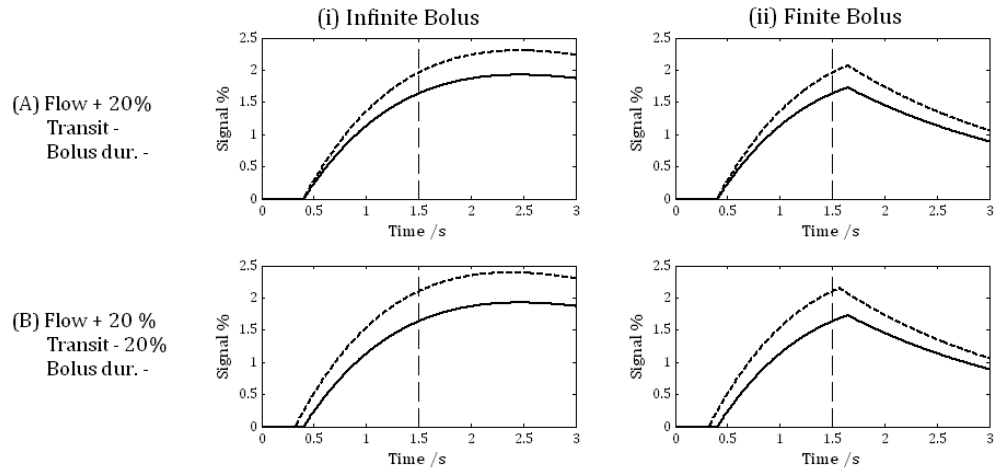 (i) Infinite Bolus
(ii) Finite Bolus
(A) Flow + 20%
Transit -
Bolus dur. -
Signal %
2.5
2
1.5
1
0.5
0
0 0.5 1 1.5 2 2.5 3
Time /s
Signal %
2.5
2
1.5
1
0.5
0
0 0.5 1 1.5 2 2.5 3
Time /s
(B) Flow + 20 %
Transit - 20%
Bolus dur. -
Signal %
2.5
2
1.5
1
0.5
0
0 0.5 1 1.5 2 2.5 3
Time /s
Signal %
2.5
2
1.5
1
0.5
0
0 0.5 1 1.5 2 2.5 3
Time /s